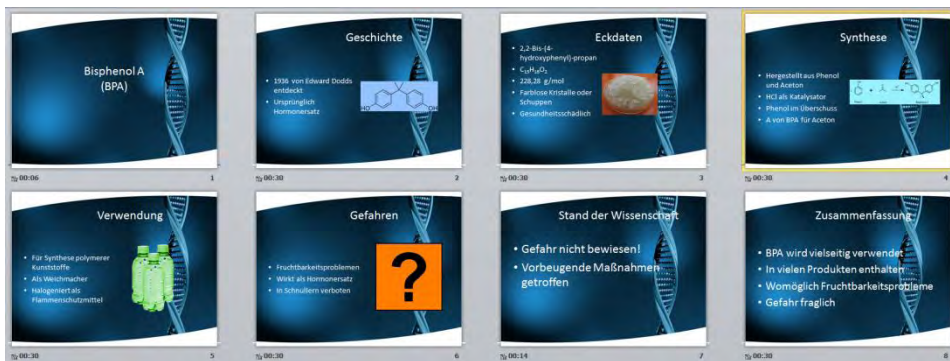 Bisphenol A
(BPA)
00:06
1
Geschichte
• 1936 von Edward Dodds
entdeckt
• Ursprünglich
Hormonersatz
HO
OH
00:30
2
Eckdaten
• 2,2-Bis-(4-
hydroxyphenyl)-propan
• C₁₅H₁₆O₂
• 228,28 g/mol
• Farblose Kristalle oder
Schuppen
• Gesundheitsschädlich
00:30
3
Synthese
• Hergestellt aus Phenol
und Aceton
• HCl als Katalysator
• Phenol im Überschuss
• A von BPA für Aceton
00:30
4
Verwendung
• Für Synthese polymerer
Kunststoffe
• Als Weichmacher
• Halogeniert als
Flammenschutzmittel
00:30
5
Gefahren
• Fruchtbarkeitsproblemen
• Wirkt als Hormonersatz
• In Schnullern verboten
?
00:30
6
Stand der Wissenschaft
• Gefahr nicht bewiesen!
• Vorbeugende Maßnahmen
getroffen
00:14
7
Zusammenfassung
• BPA wird vielseitig verwendet
• In vielen Produkten enthalten
• Womöglich Fruchtbarkeitsprobleme
• Gefahr fraglich
00:30
8